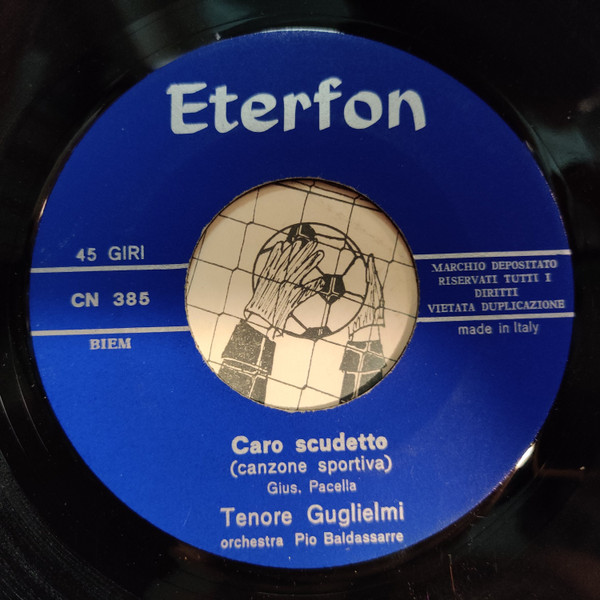 Eterfon
45 GIRI
CN 385
BIEM
MARCHIO DEPOSITATO
RISERVATI TUTTI I
DIRITTI
VIETATA DUPLICAZIONE
made in Italy
Caro scudetto
(canzone sportiva)
Gius. Pacella
Tenore Guglielmi
orchestra Pio Baldassarre